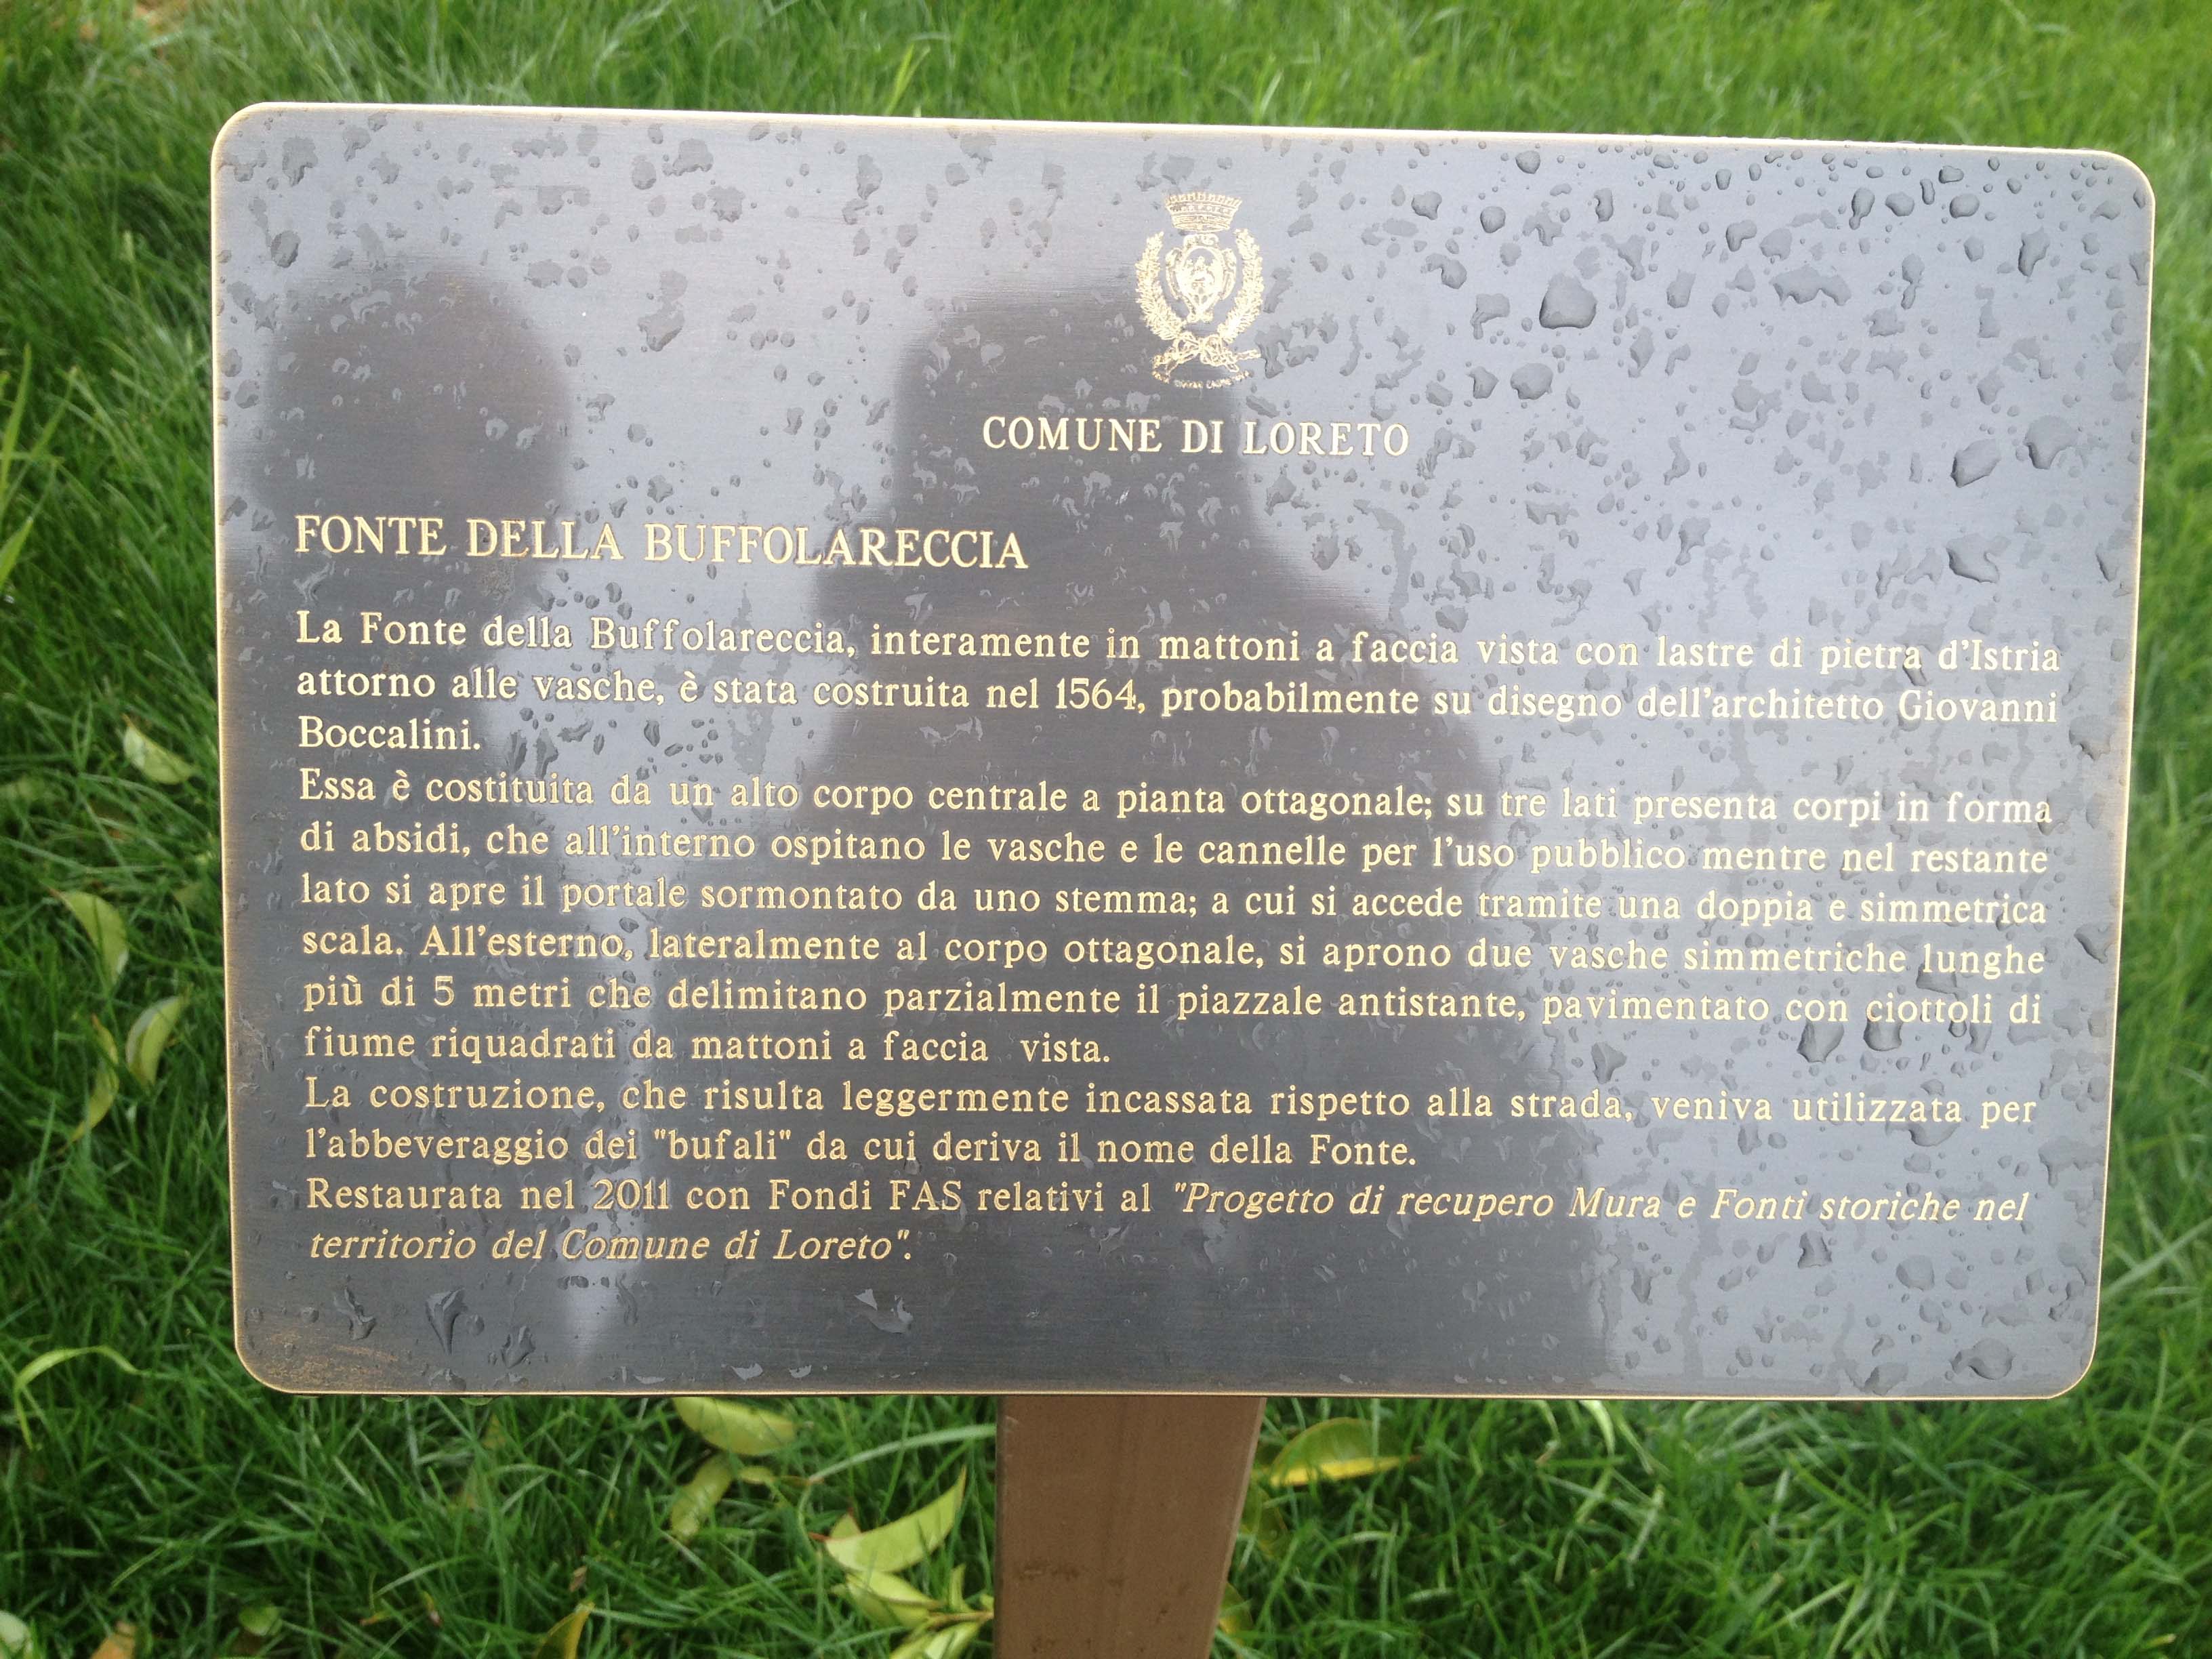 COMUNE DI LORETO
FONTE DELLA BUFFOLARECCIA
La Fonte della Buffolareccia, interamente in mattoni a faccia vista con lastre di pietra d'Istria
attorno alle vasche, è stata costruita nel 1564, probabilmente su disegno dell'architetto Giovanni
Boccalini.
Essa è costituita da un alto corpo centrale a pianta ottagonale; su tre lati presenta corpi in forma
di absidi, che all'interno ospitano le vasche e le cannelle per l'uso pubblico mentre nel restante
lato si apre il portale sormontato da uno stemma; a cui si accede tramite una doppia e simmetrica
scala. All'esterno, lateralmente al corpo ottagonale, si aprono due vasche simmetriche lunghe
più di 5 metri che delimitano parzialmente il piazzale antistante, pavimentato con ciottoli di
fiume riquadrati da mattoni a faccia vista.
La costruzione, che risulta leggermente incassata rispetto alla strada, veniva utilizzata per
l'abbeveraggio dei "bufali" da cui deriva il nome della Fonte.
Restaurata nel 2011 con Fondi FAS relativi al "Progetto di recupero Mura e Fonti storiche nel
territorio del Comune di Loreto".